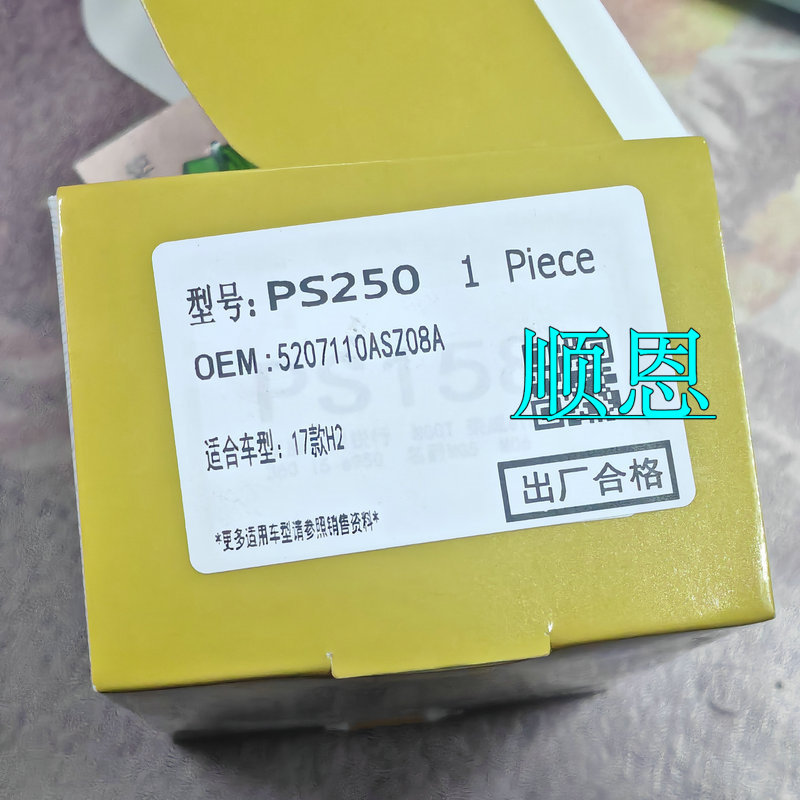 型号: PS250 1 Piece
OEM : 5207110ASZ08A
顺恩
适合车型: 17款H2
出厂合格
*更多适用车型请参照销售资料*